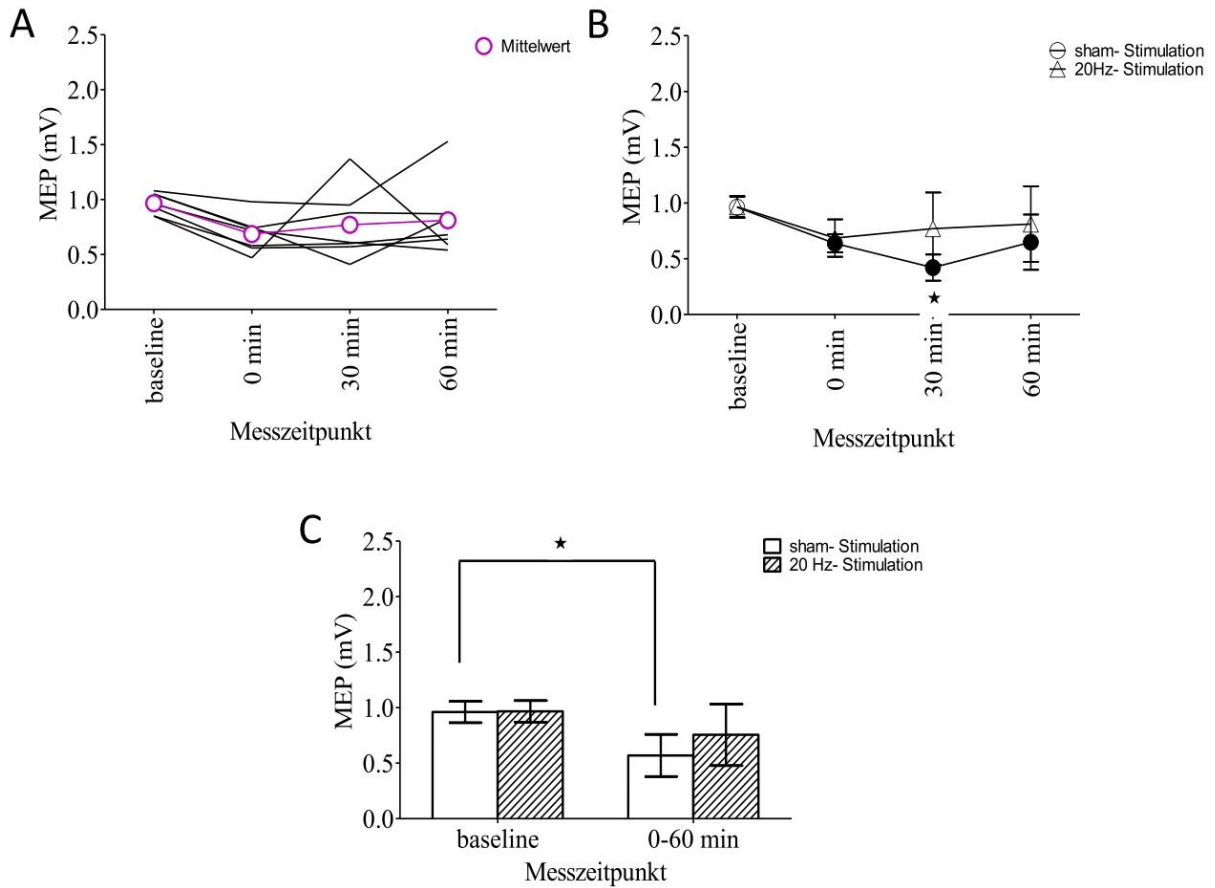 A
2.5
2.0
1.5
1.0
0.5
0.0
MEP (mV)
baseline
0 min
30 min
60 min
Messzeitpunkt
Mittelwert
B
2.5
2.0
1.5
1.0
0.5
0.0
MEP (mV)
baseline
0 min
30 min
60 min
Messzeitpunkt
sham- Stimulation
20Hz- Stimulation
C
2.5
2.0
1.5
1.0
0.5
0.0
MEP (mV)
baseline
0-60 min
Messzeitpunkt
sham- Stimulation
20 Hz- Stimulation